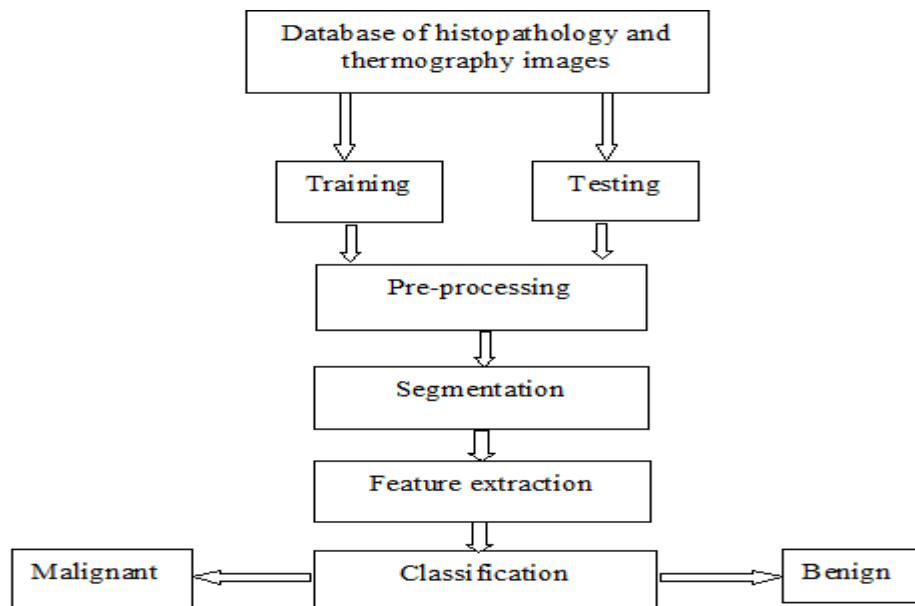 Database of histopathology and
thermography images
Training
Testing
Pre-processing
Segmentation
Feature extraction
Malignant
Classification
Benign